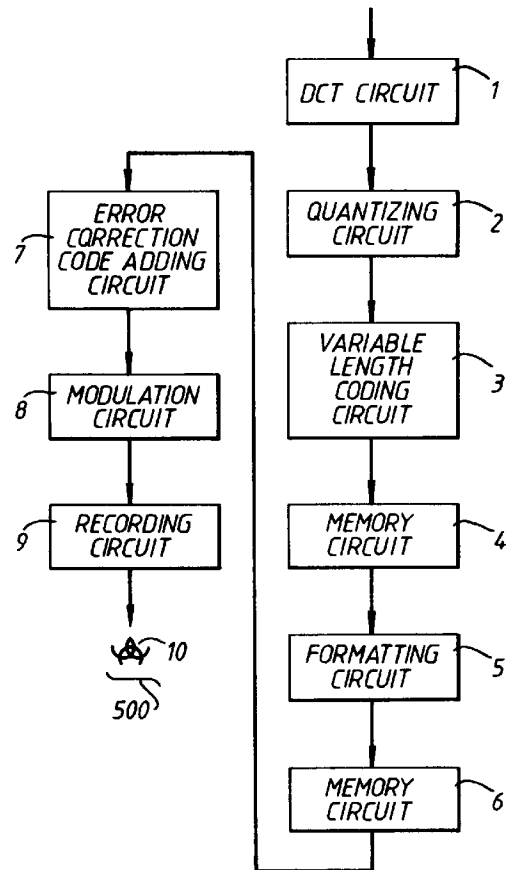 DCT CIRCUIT
1
QUANTIZING
CIRCUIT
2
VARIABLE
LENGTH
CODING
CIRCUIT
3
MEMORY
CIRCUIT
4
FORMATTING
CIRCUIT
5
MEMORY
CIRCUIT
6
ERROR
CORRECTION
CODE ADDING
CIRCUIT
7
MODULATION
CIRCUIT
8
RECORDING
CIRCUIT
9
10
500